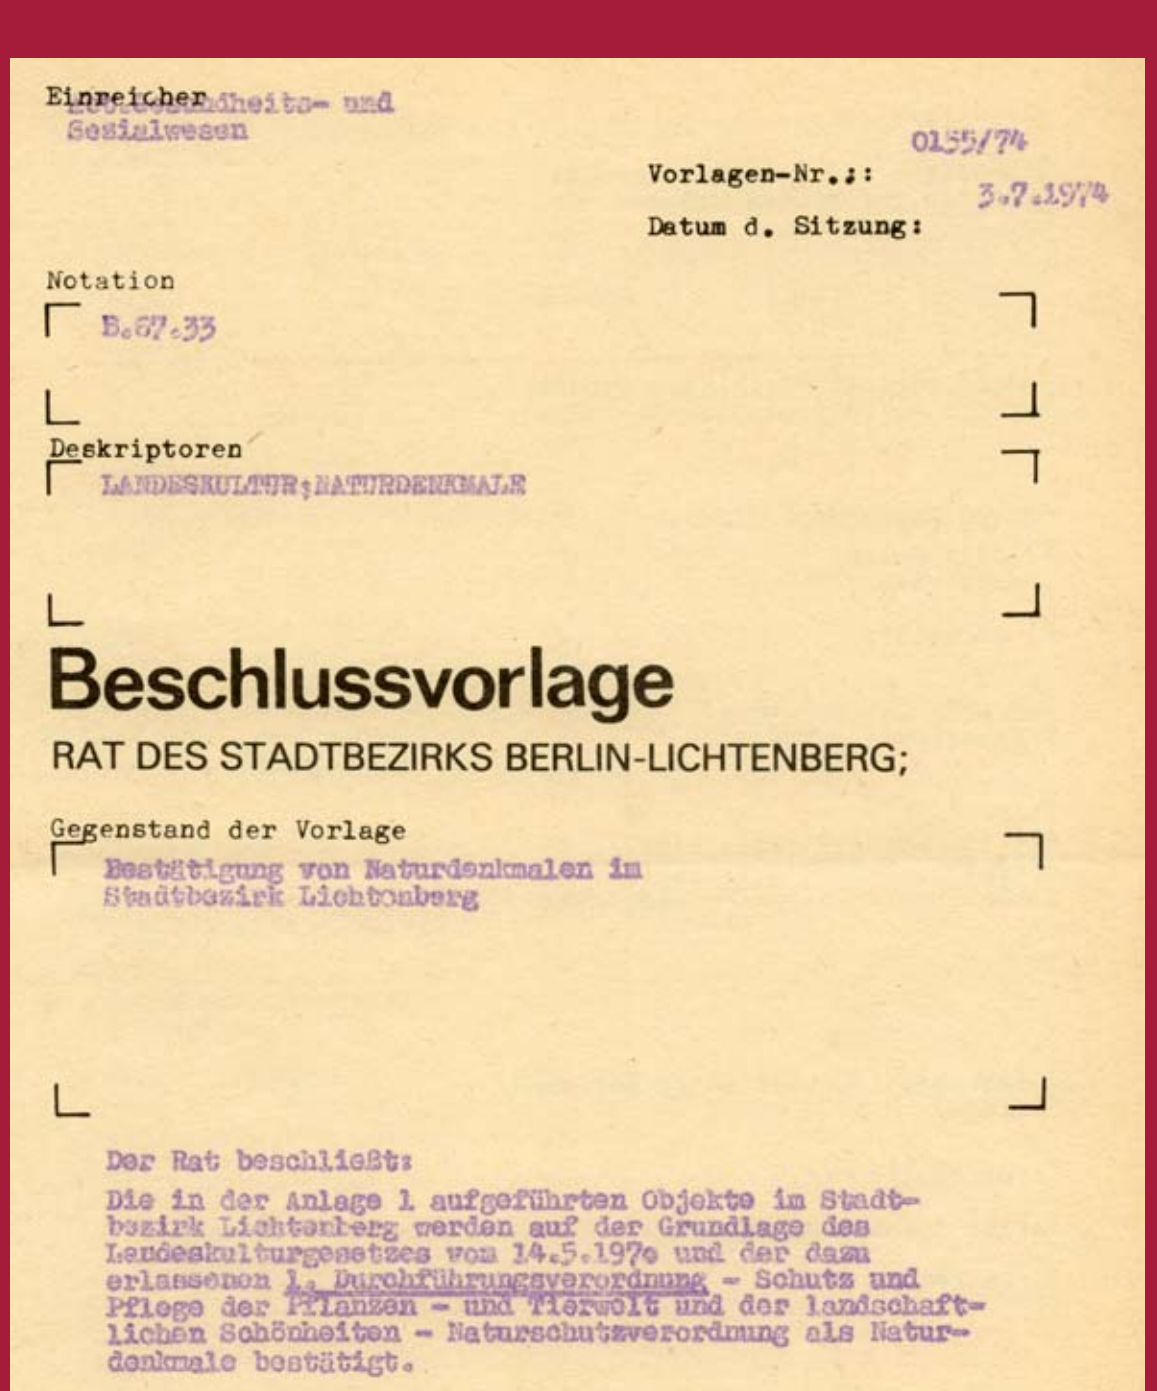 Einreicher
Abt.Gesundheits- und
Sozialwesen
0155/74
Vorlagen-Nr.;:
3.7.1974
Datum d. Sitzung:
Notation
B.67.33
Deskriptoren
LANDESKULTUR;NATURDENKMALE
Beschlussvorlage
RAT DES STADTBEZIRKS BERLIN-LICHTENBERG;
Gegenstand der Vorlage
Bestätigung von Naturdenkmalen im
Stadtbezirk Lichtenberg
Der Rat beschließt:
Die in der Anlage 1 aufgeführten Objekte im Stadt-
bezirk Lichtenberg werden auf der Grundlage des
Landeskulturgesetzes vom 14.5.1970 und der dazu
erlassenen 1. Durchführungsverordnung - Schutz und
Pflege der Pflanzen - und Tierwelt und der landschaft-
lichen Schönheiten - Naturschutzverordnung als Natur-
denkmale bestätigt.